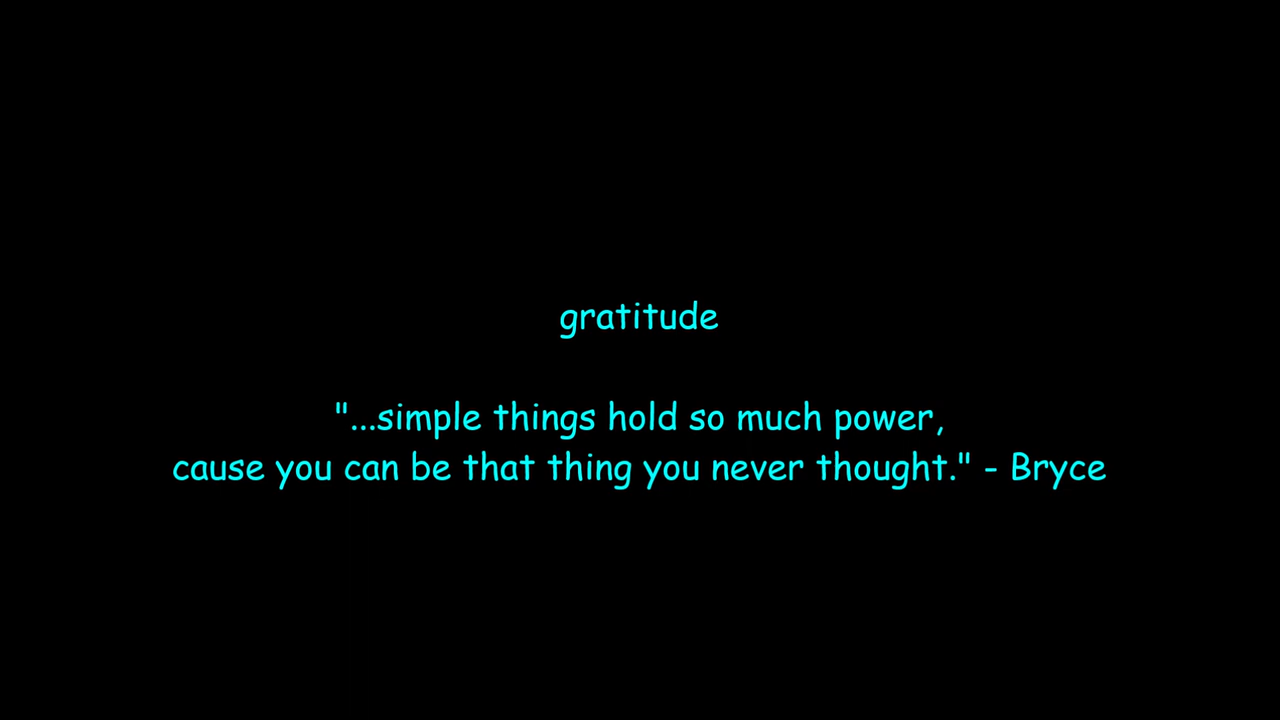 gratitude
"...simple things hold so much power,
cause you can be that thing you never thought." - Bryce